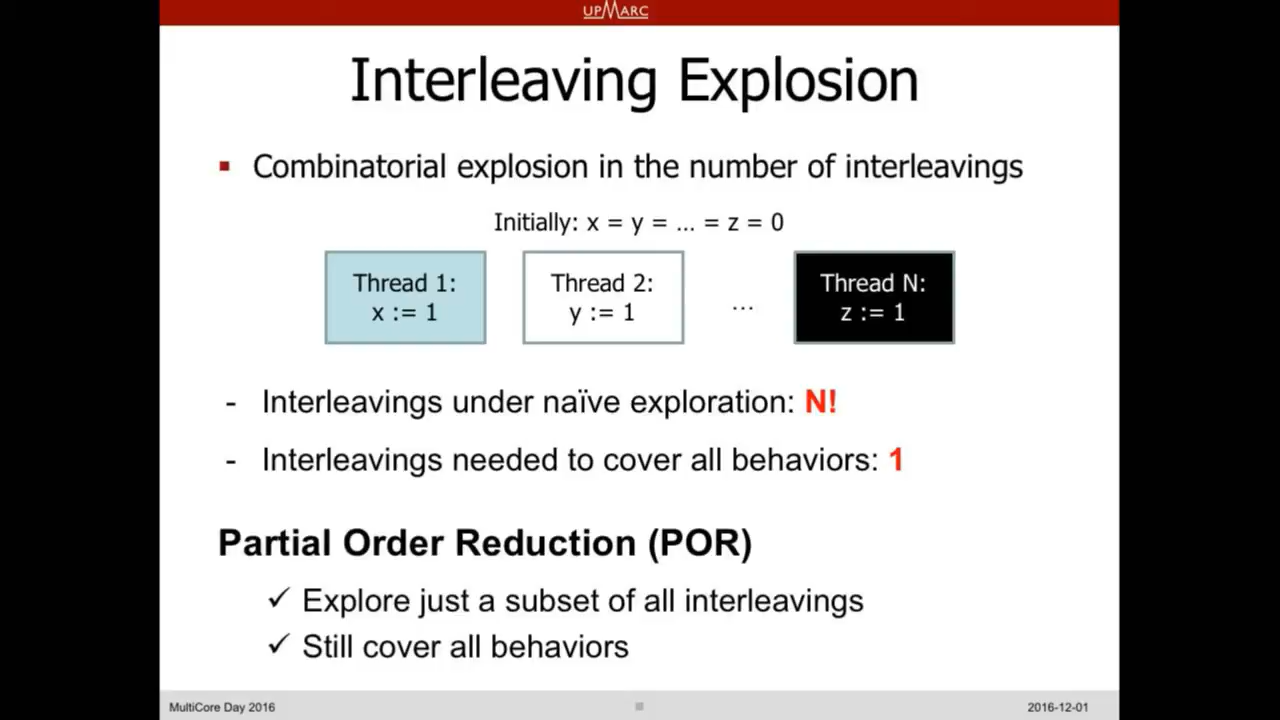 UPMARC
Interleaving Explosion
▪ Combinatorial explosion in the number of interleavings
Initially: x = y = ... = z = 0
Thread 1:
x := 1
Thread 2:
y := 1
...
Thread N:
z := 1
- Interleavings under naïve exploration: N!
- Interleavings needed to cover all behaviors: 1
Partial Order Reduction (POR)
✓ Explore just a subset of all interleavings
✓ Still cover all behaviors
MultiCore Day 2016
2016-12-01